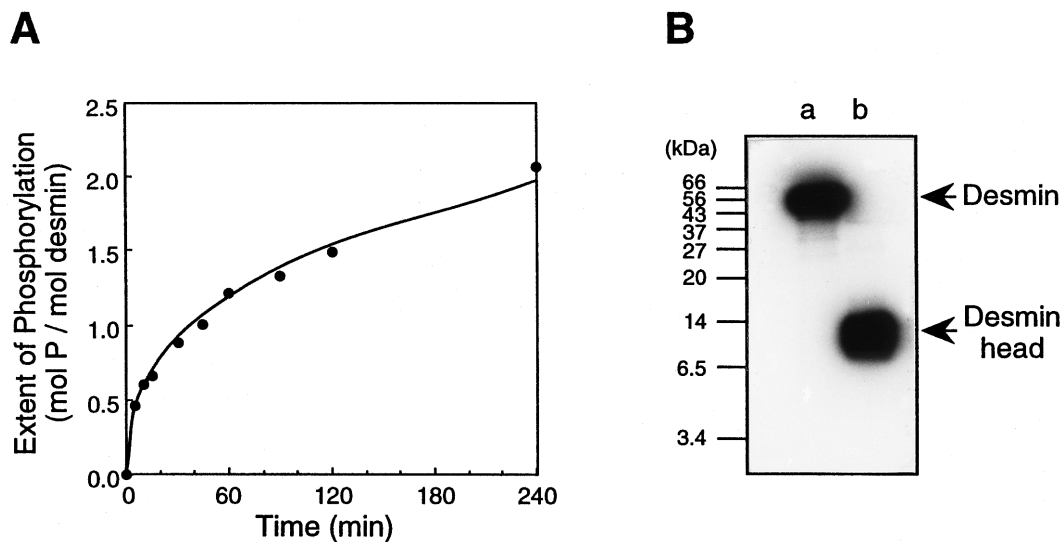 A
Extent of Phosphorylation
(mol P / mol desmin)
2.5
2.0
1.5
1.0
0.5
0.0
0
60
120
180
240
Time (min)
B
a
b
(kDa)
66
56
43
37
27
20
14
6.5
3.4
Desmin
Desmin
head